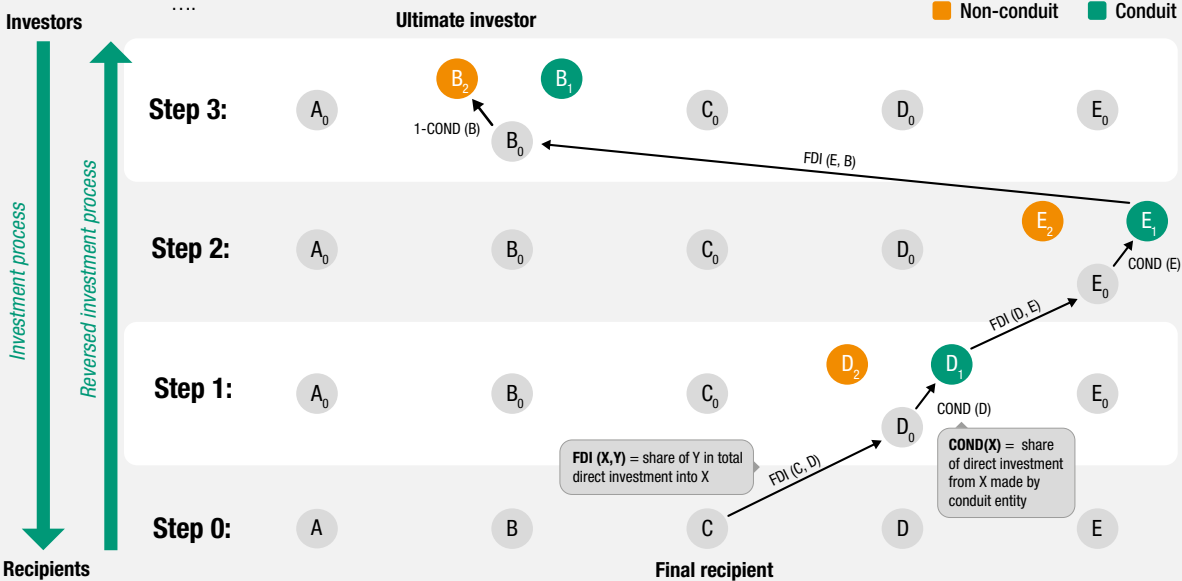 ....
Investors
Ultimate investor
Non-conduit
Conduit
Step 3:
A0
B2
B1
1-COND (B)
B0
C0
D0
E0
FDI (E, B)
Investment process
Reversed investment process
Step 2:
A0
B0
C0
D0
E2
E1
COND (E)
E0
FDI (D, E)
Step 1:
A0
B0
C0
D2
D1
E0
COND (D)
D0
FDI (X,Y) = share of Y in total
direct investment into X
FDI (C, D)
COND(X) = share
of direct investment
from X made by
conduit entity
Step 0:
A
B
C
D
E
Recipients
Final recipient